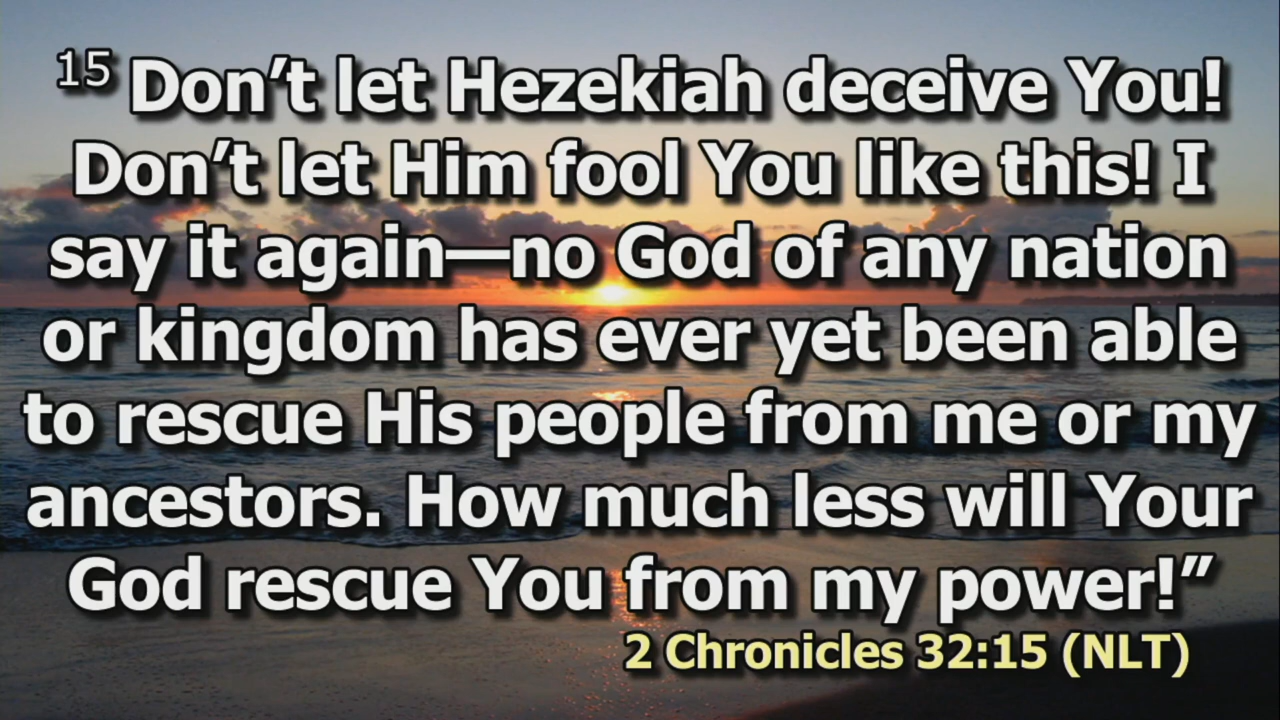 15 Don’t let Hezekiah deceive You!
Don’t let Him fool You like this! I
say it again—no God of any nation
or kingdom has ever yet been able
to rescue His people from me or my
ancestors. How much less will Your
God rescue You from my power!”
2 Chronicles 32:15 (NLT)